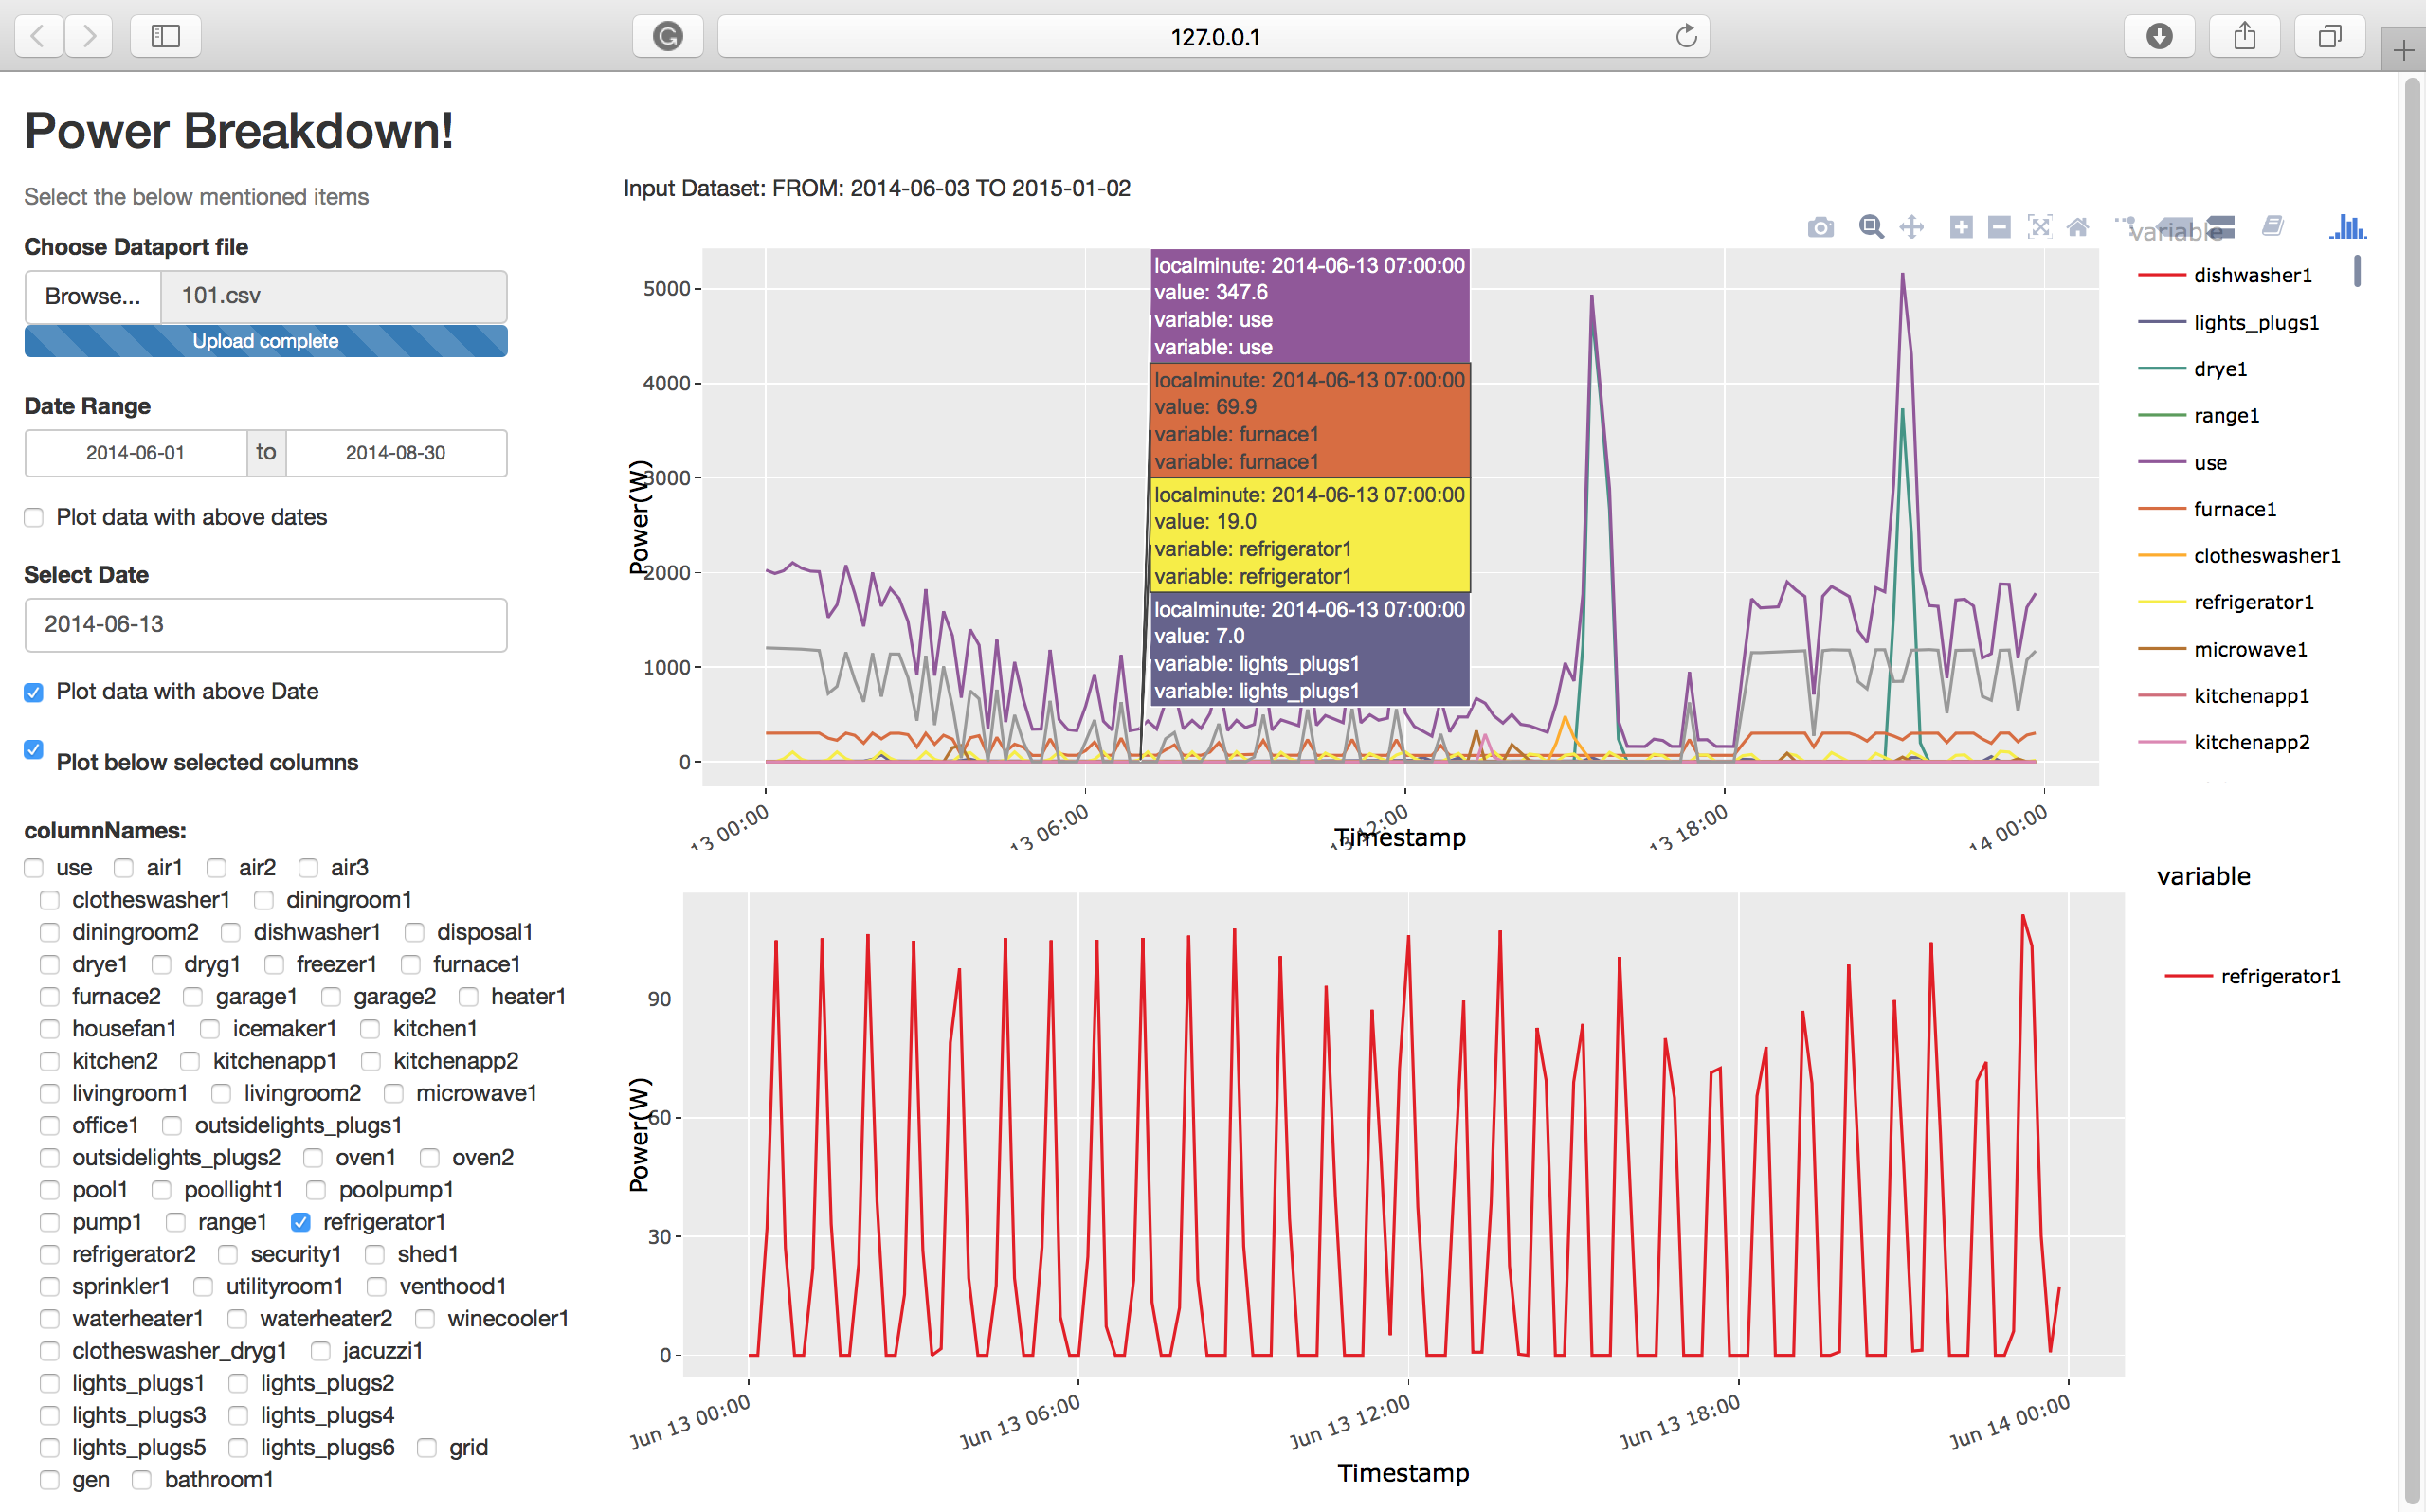 127.0.0.1
Power Breakdown!
Select the below mentioned items
Choose Dataport file
Browse... 101.csv
Upload complete
Date Range
2014-06-01 to 2014-08-30
Plot data with above dates
Select Date
2014-06-13
Plot data with above Date
Plot below selected columns
columnNames:
use air1 air2 air3
clotheswasher1 diningroom1
diningroom2 dishwasher1 disposal1
drye1 dryg1 freezer1 furnace1
furnace2 garage1 garage2 heater1
housefan1 icemaker1 kitchen1
kitchen2 kitchenapp1 kitchenapp2
livingroom1 livingroom2 microwave1
office1 outsidelights_plugs1
outsidelights_plugs2 oven1 oven2
pool1 poollight1 poolpump1
pump1 range1 refrigerator1
refrigerator2 security1 shed1
sprinkler1 utilityroom1 venthood1
waterheater1 waterheater2 winecooler1
clotheswasher_dryg1 jacuzzi1
lights_plugs1 lights_plugs2
lights_plugs3 lights_plugs4
lights_plugs5 lights_plugs6 grid
gen bathroom1
Input Dataset: FROM: 2014-06-03 TO 2015-01-02
Power(W)
5000
4000
3000
2000
1000
0
localminute: 2014-06-13 07:00:00
value: 347.6
variable: use
variable: use
localminute: 2014-06-13 07:00:00
value: 69.9
variable: furnace1
variable: furnace1
localminute: 2014-06-13 07:00:00
value: 19.0
variable: refrigerator1
variable: refrigerator1
localminute: 2014-06-13 07:00:00
value: 7.0
variable: lights_plugs1
variable: lights_plugs1
13 00:00 13 06:00 12:00 13 18:00 14 00:00
Timestamp
variable
dishwasher1
lights_plugs1
drye1
range1
use
furnace1
clotheswasher1
refrigerator1
microwave1
kitchenapp1
kitchenapp2
Power(W)
90
60
30
0
Jun 13 00:00 Jun 13 06:00 Jun 13 12:00 Jun 13 18:00 Jun 14 00:00
Timestamp
variable
refrigerator1